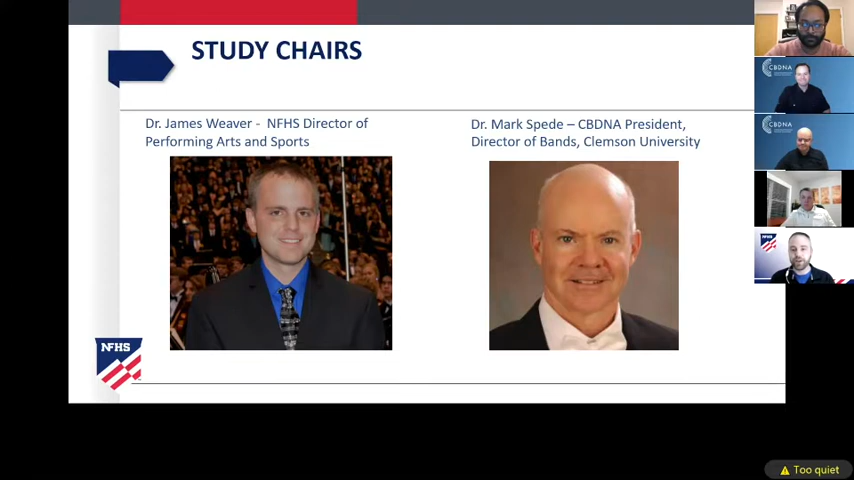 STUDY CHAIRS
Dr. James Weaver - NFHS Director of
Performing Arts and Sports
Dr. Mark Spede – CBDNA President,
Director of Bands, Clemson University
NFHS
CBDNA
CBDNA
NFHS
Too quiet